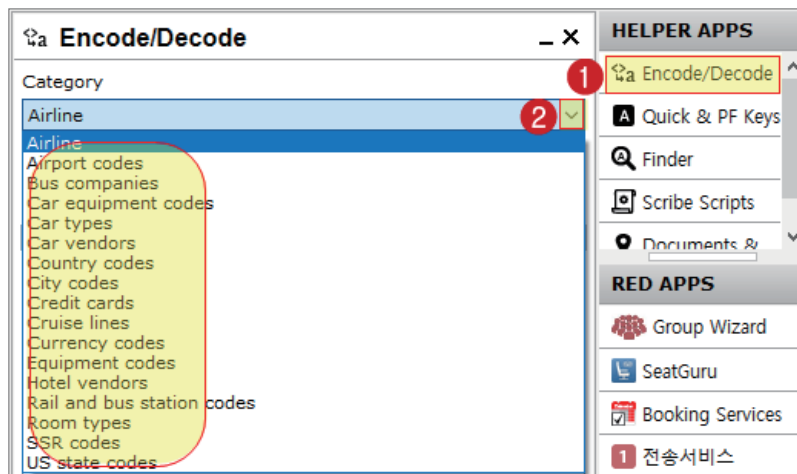 Encode/Decode
Category
Airline
2
Airline
Airport codes
Bus companies
Car equipment codes
Car types
Car vendors
Country codes
City codes
Credit cards
Cruise lines
Currency codes
Equipment codes
Hotel vendors
Rail and bus station codes
Room types
SSR codes
US state codes
HELPER APPS
1
Encode/Decode
A Quick & PF Keys
Finder
Scribe Scripts
Documents &
RED APPS
Group Wizard
SeatGuru
Booking Services
1 전송서비스